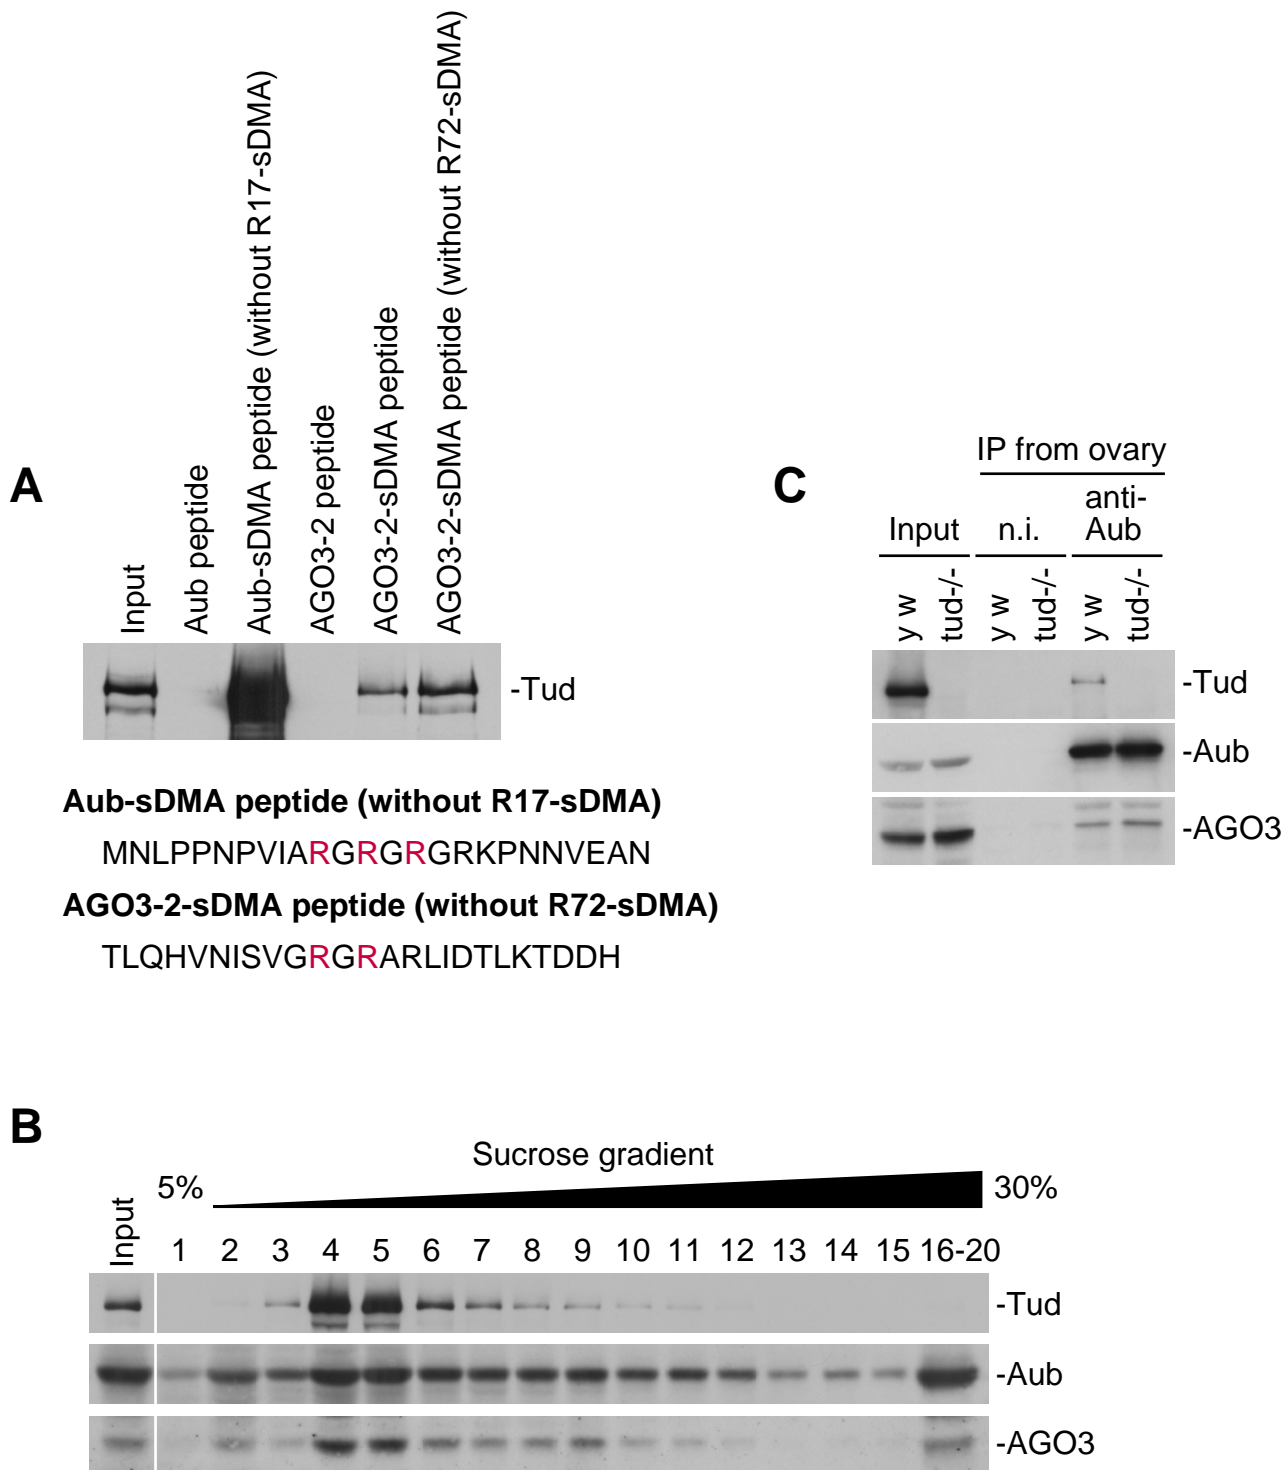 A
Input
Aub peptide
Aub-sDMA peptide (without R17-sDMA)
AGO3-2 peptide
AGO3-2-sDMA peptide
AGO3-2-sDMA peptide (without R72-sDMA)
-Tud
Aub-sDMA peptide (without R17-sDMA)
MNLPPNPVIARGRGRGRKPNNVEAN
AGO3-2-sDMA peptide (without R72-sDMA)
TLQHVNISVGRGRARLIDTLKTDDH
C
IP from ovary
Input n.i. anti-Aub
y w tud-/- y w tud-/- y w tud-/-
-Tud
-Aub
-AGO3
B
Sucrose gradient
5% 30%
Input 1 2 3 4 5 6 7 8 9 10 11 12 13 14 15 16-20
-Tud
-Aub
-AGO3